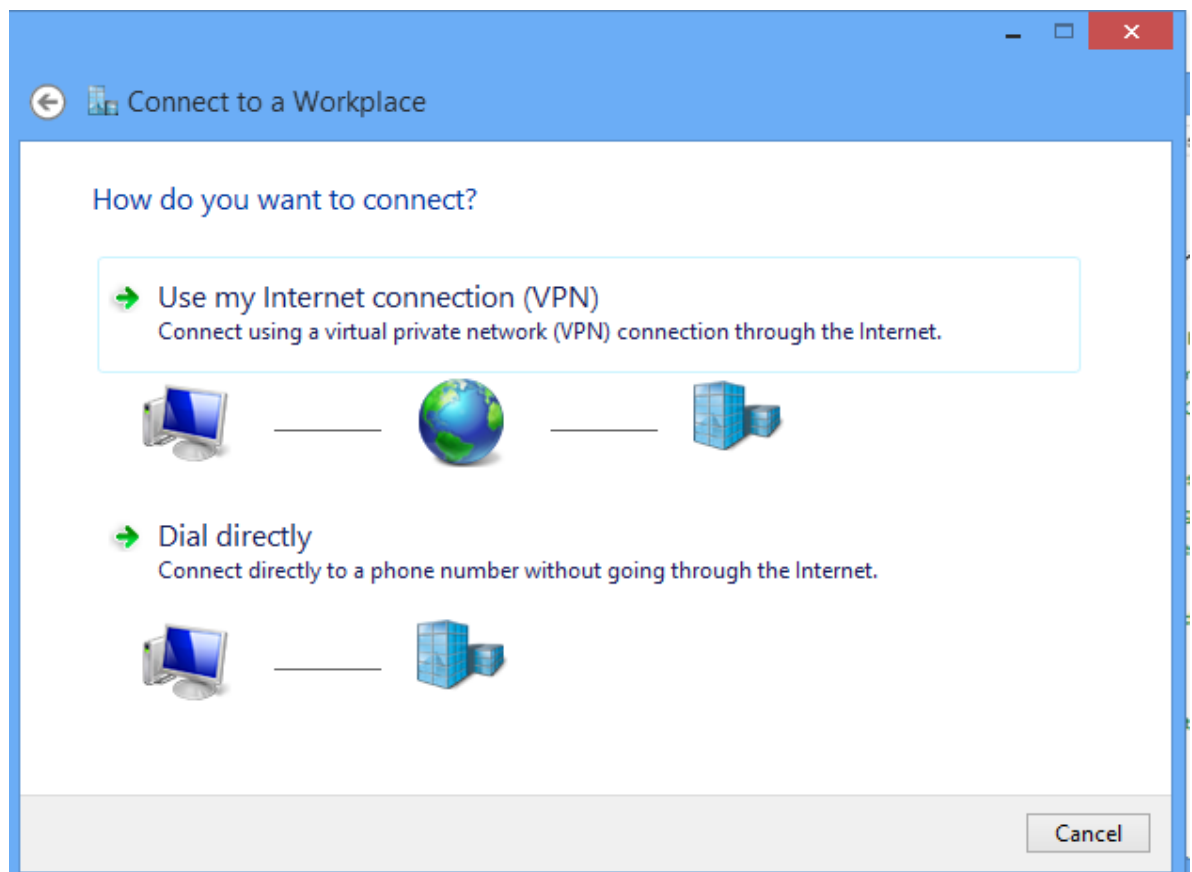 Connect to a Workplace
How do you want to connect?
Use my Internet connection (VPN)
Connect using a virtual private network (VPN) connection through the Internet.
Dial directly
Connect directly to a phone number without going through the Internet.
Cancel